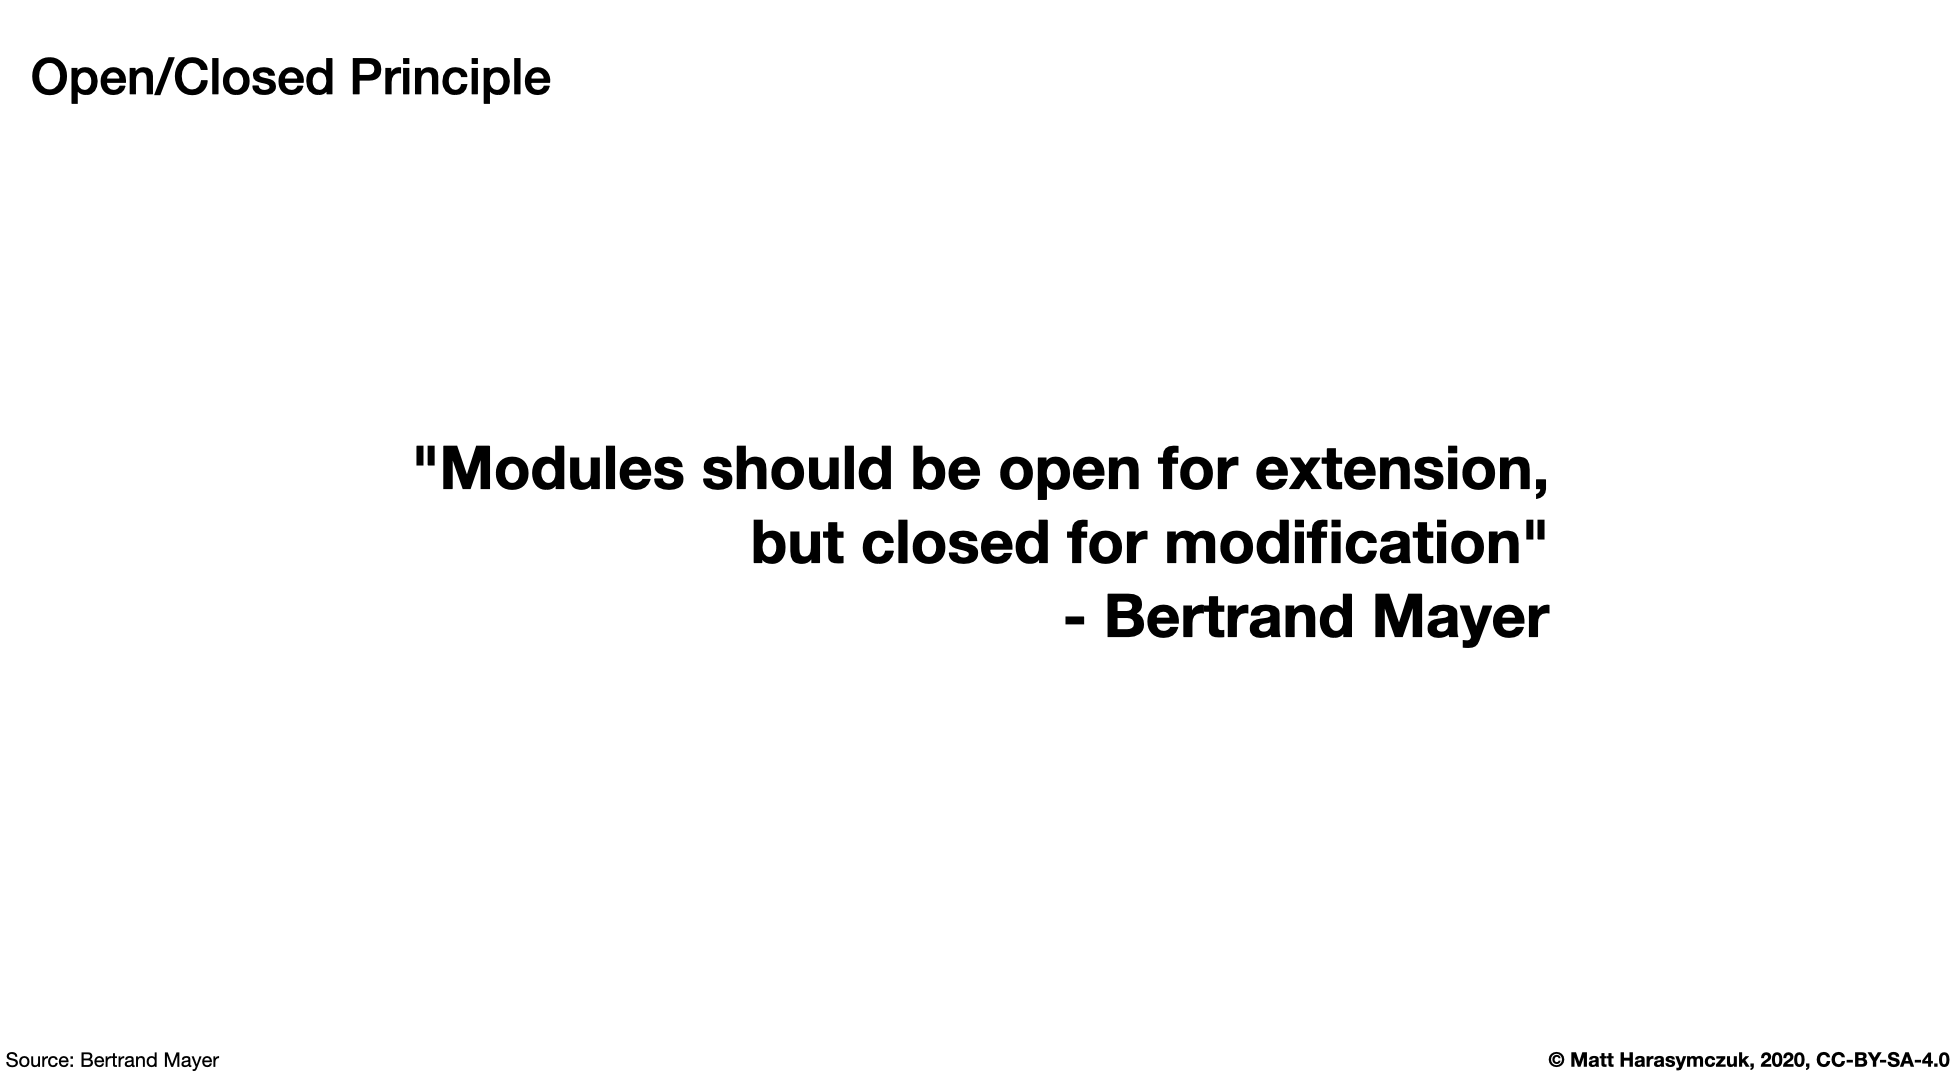 Open/Closed Principle
"Modules should be open for extension,
but closed for modification"
- Bertrand Mayer
Source: Bertrand Mayer
© Matt Harasymczuk, 2020, CC-BY-SA-4.0